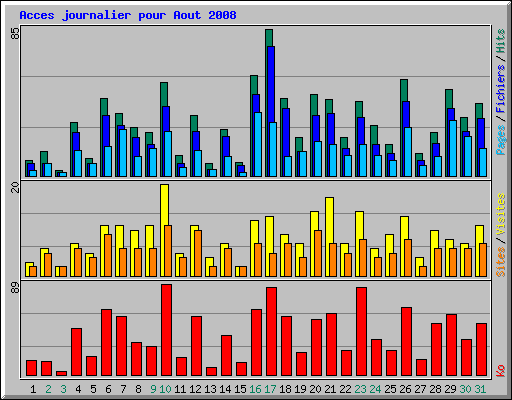 Acces journalier pour Aout 2008
85
Pages / Fichiers / Hits
20
Sites / Visites
89
Ko
1 2 3 4 5 6 7 8 9 10 11 12 13 14 15 16 17 18 19 20 21 22 23 24 25 26 27 28 29 30 31